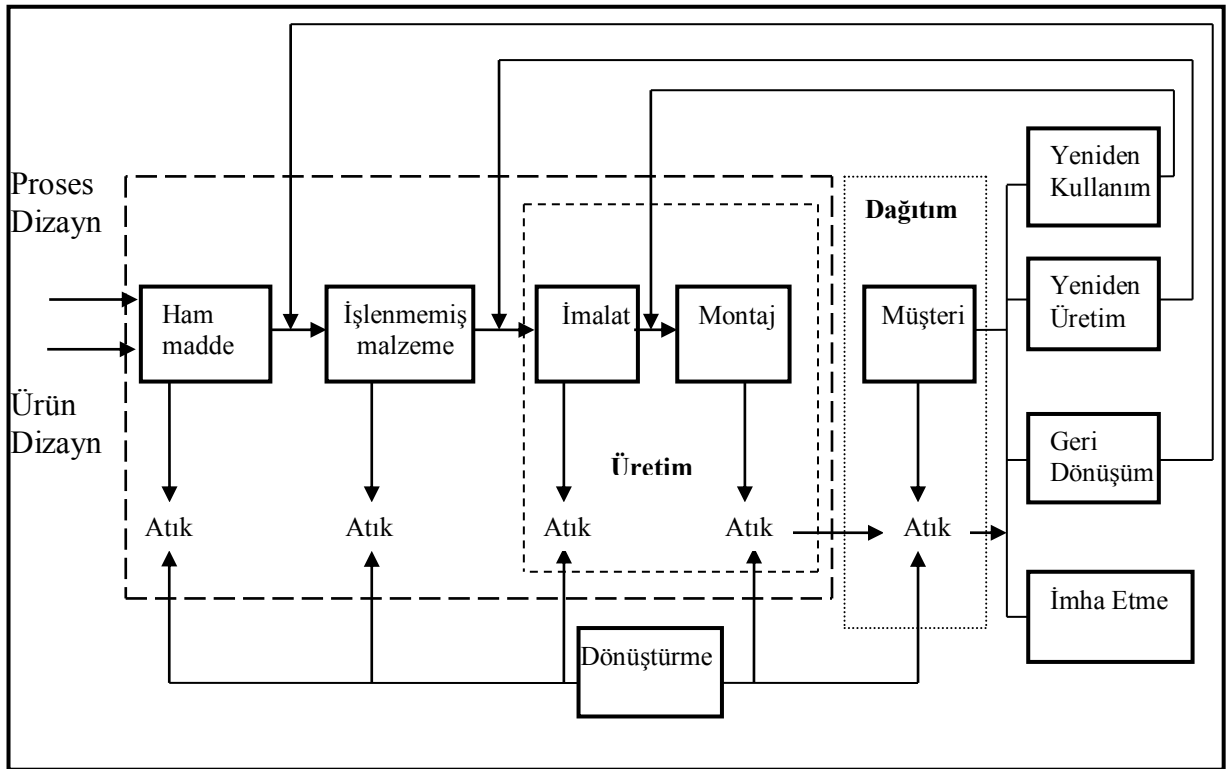 Yeniden
Kullanım
Proses
Dizayn
Dağıtım
Ham
madde
İşlenmemiş
malzeme
İmalat
Montaj
Müşteri
Yeniden
Üretim
Ürün
Dizayn
Üretim
Geri
Dönüşüm
Atık
Atık
Atık
Atık
Atık
İmha Etme
Dönüştürme